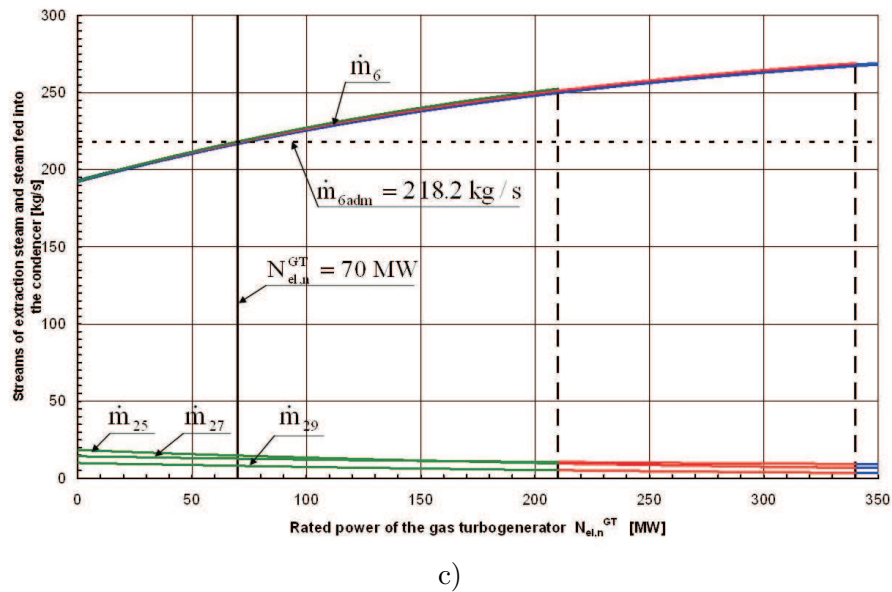 300
250
200
150
100
50
0
Streams of extraction steam and steam fed into
the condencer [kg/s]
ṁ6
ṁ6adm = 218.2 kg / s
N el,n GT = 70 MW
ṁ25
ṁ27
ṁ29
0 50 100 150 200 250 300 350
Rated power of the gas turbogenerator Nel,n GT [MW]
c)